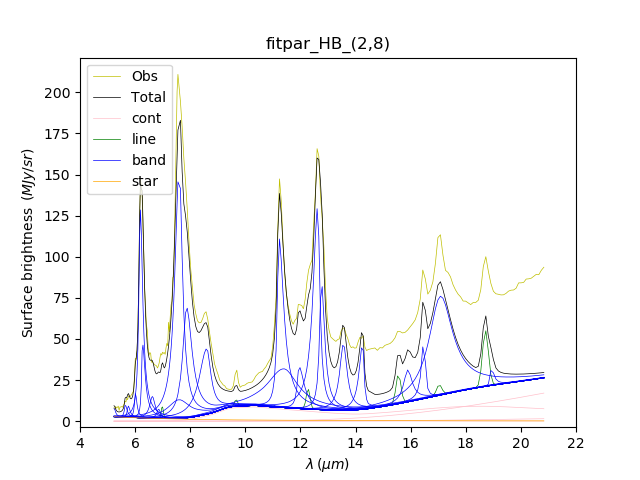 fitpar_HB_(2,8)
Surface brightness (MJy/sr)
200
175
150
125
100
75
50
25
0
Obs
Total
cont
line
band
star
4
6
8
10
12
14
16
18
20
22
λ (μm)